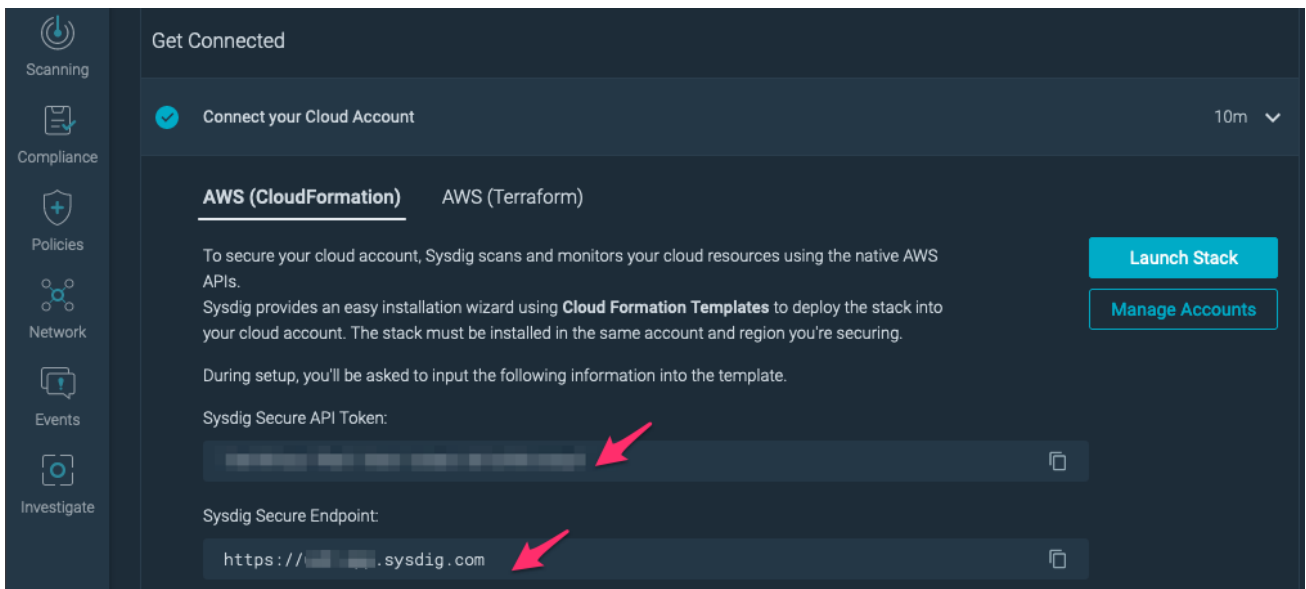 Scanning
Compliance
Policies
Network
Events
Investigate
Get Connected
Connect your Cloud Account
10m
AWS (CloudFormation)
AWS (Terraform)
To secure your cloud account, Sysdig scans and monitors your cloud resources using the native AWS
APIs.
Sysdig provides an easy installation wizard using Cloud Formation Templates to deploy the stack into
your cloud account. The stack must be installed in the same account and region you're securing.
During setup, you'll be asked to input the following information into the template.
Launch Stack
Manage Accounts
Sysdig Secure API Token:
Sysdig Secure Endpoint:
https:// .sysdig.com